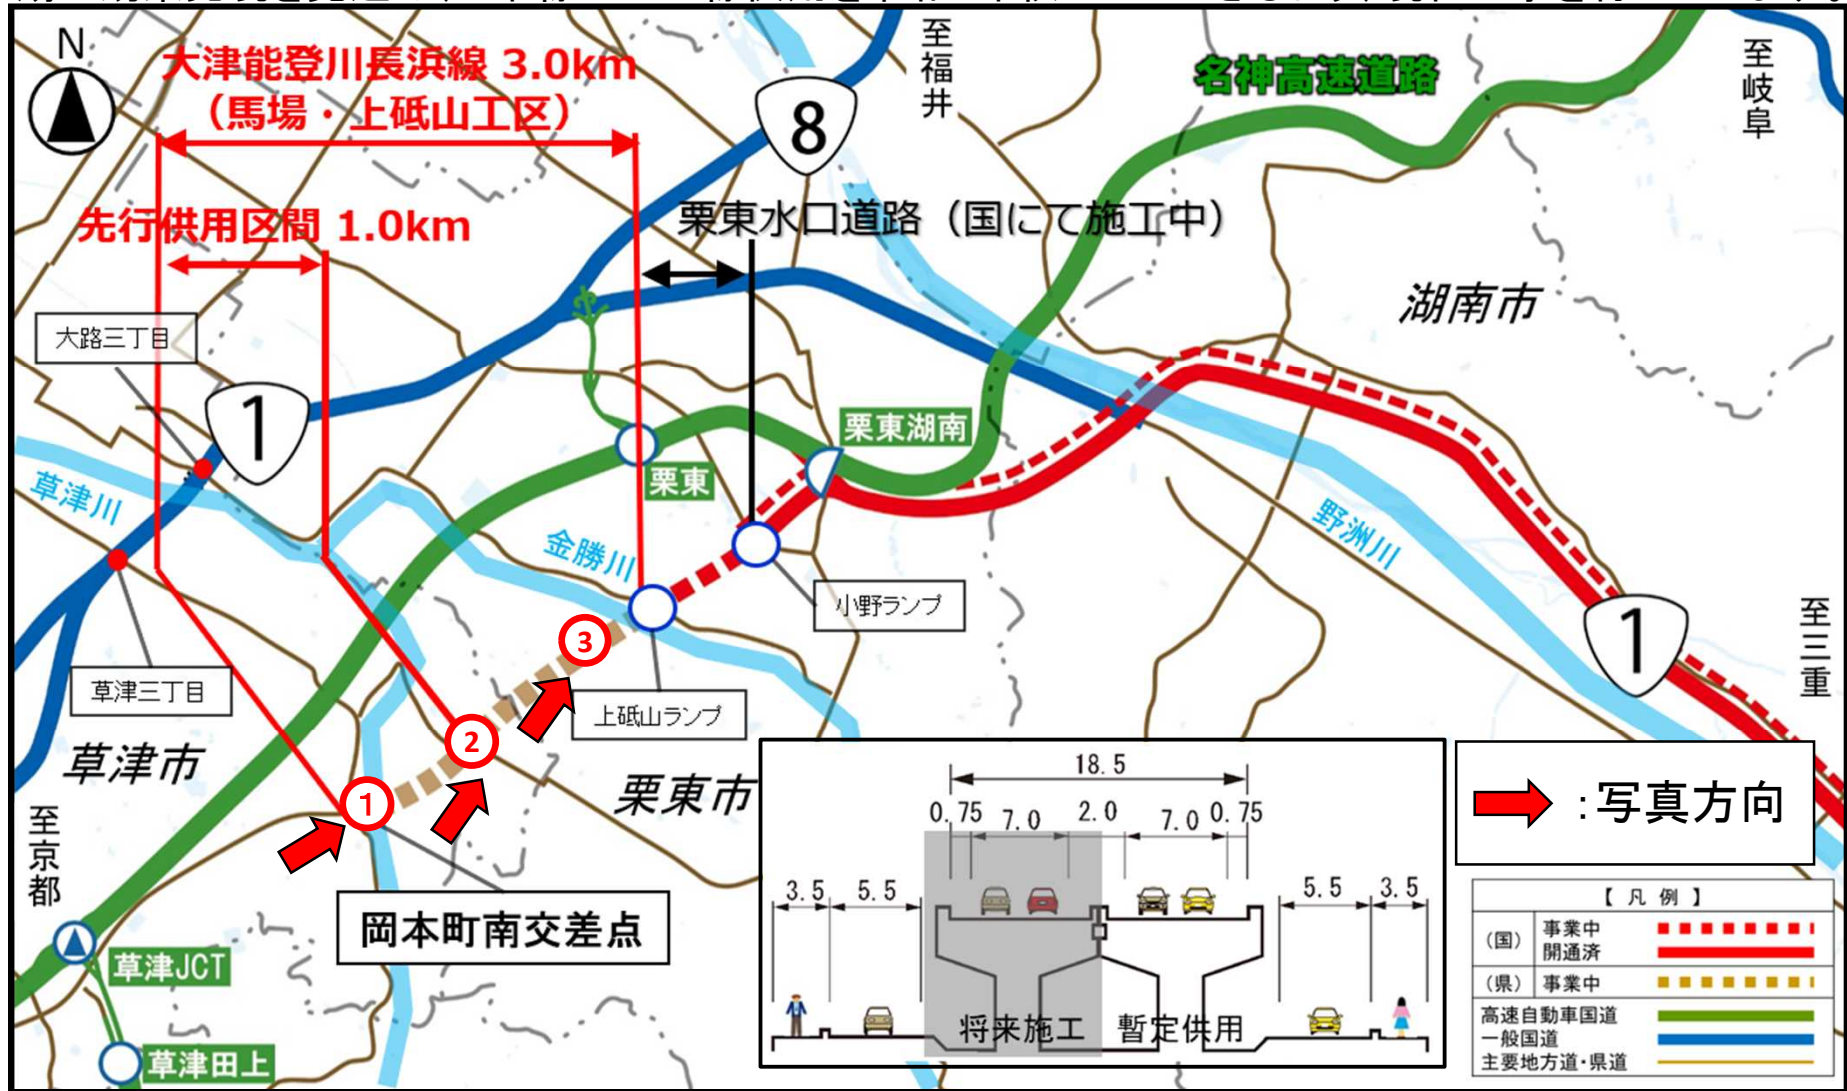 N
大津能登川長浜線 3.0km
（馬場・上砥山工区）
先行供用区間 1.0km
至福井
名神高速道路
至岐阜
8
栗東水口道路（国にて施工中）
湖南市
大路三丁目
1
栗東湖南
栗東
草津川
金勝川
野洲川
小野ランプ
1
至三重
3
草津三丁目
上砥山ランプ
草津市
2
栗東市
1
至京都
岡本町南交差点
草津JCT
草津田上
18.5
0.75
7.0
2.0
7.0
0.75
3.5
5.5
5.5
3.5
将来施工
暫定供用
:写真方向
【 凡 例 】
（国） 事業中
開通済
（県） 事業中
高速自動車国道
一般国道
主要地方道・県道